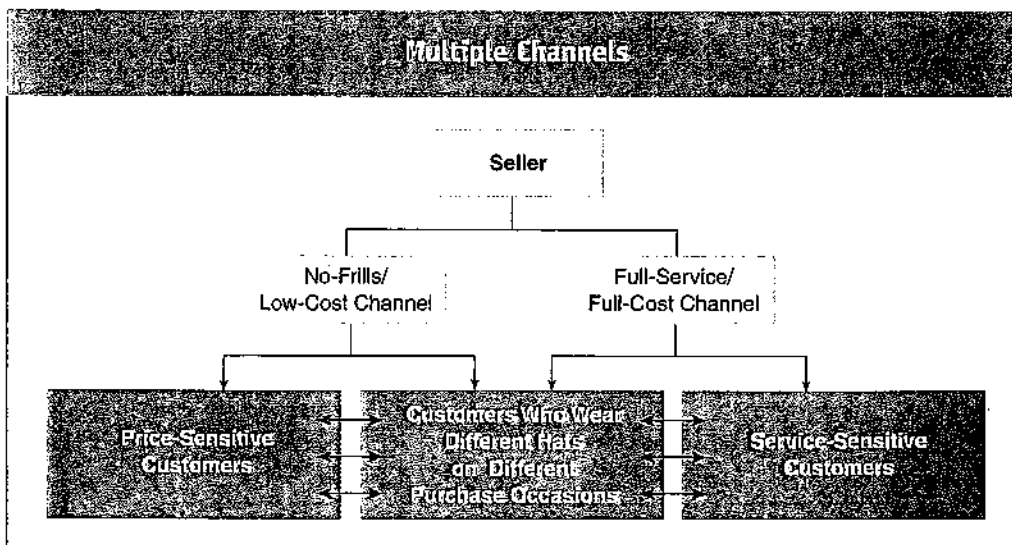 Multiple Channels
Seller
No-Frills/
Low-Cost Channel
Full-Service/
Full-Cost Channel
Price-Sensitive
Customers
Customers Who Wear
Different Hats
on Different
Purchase Occasions
Service-Sensitive
Customers